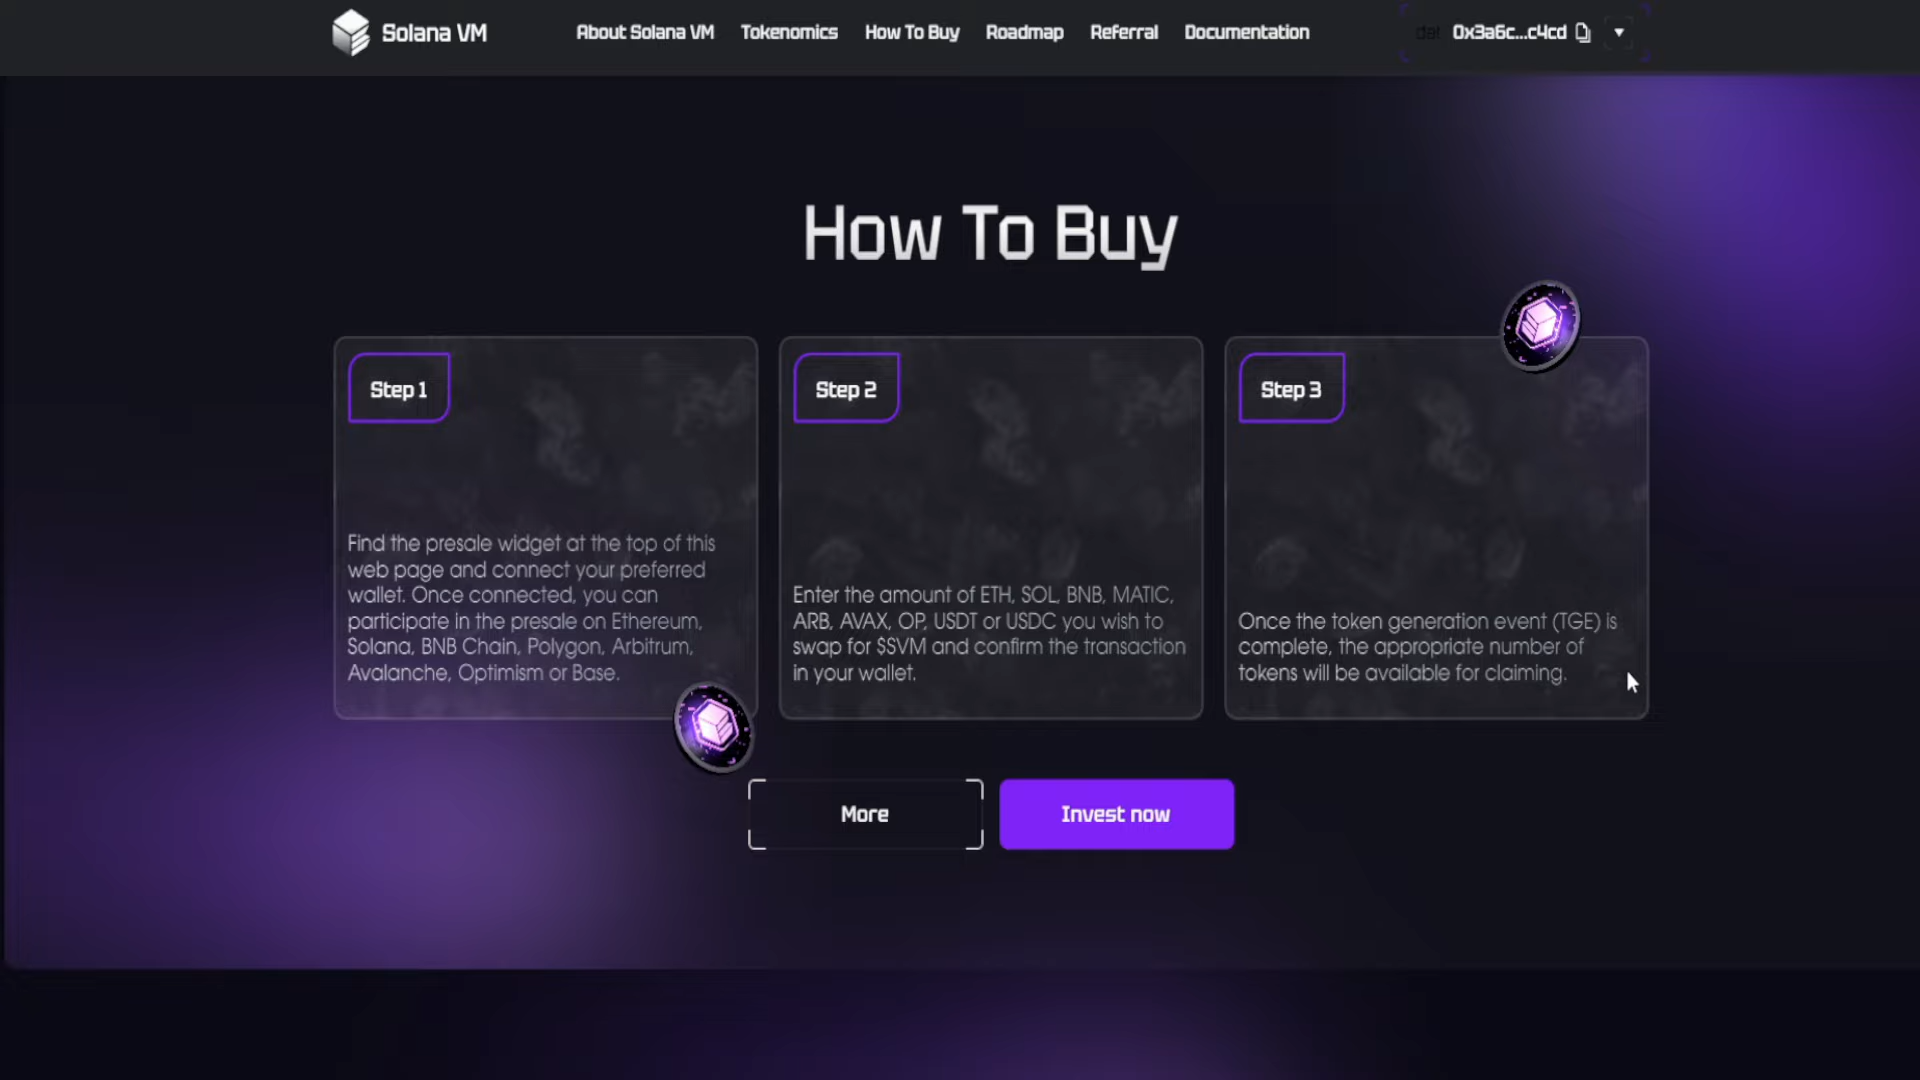 Solana VM
About Solana VM
Tokenomics
How To Buy
Roadmap
Referral
Documentation
0x3a6c...c4cd
How To Buy
Step 1
Find the presale widget at the top of this
web page and connect your preferred
wallet. Once connected, you can
participate in the presale on Ethereum,
Solana, BNB Chain, Polygon, Arbitrum,
Avalanche, Optimism or Base.
Step 2
Enter the amount of ETH, SOL, BNB, MATIC,
ARB, AVAX, OP, USDT or USDC you wish to
swap for $SVM and confirm the transaction
in your wallet.
Step 3
Once the token generation event (TGE) is
complete, the appropriate number of
tokens will be available for claiming.
More
Invest now